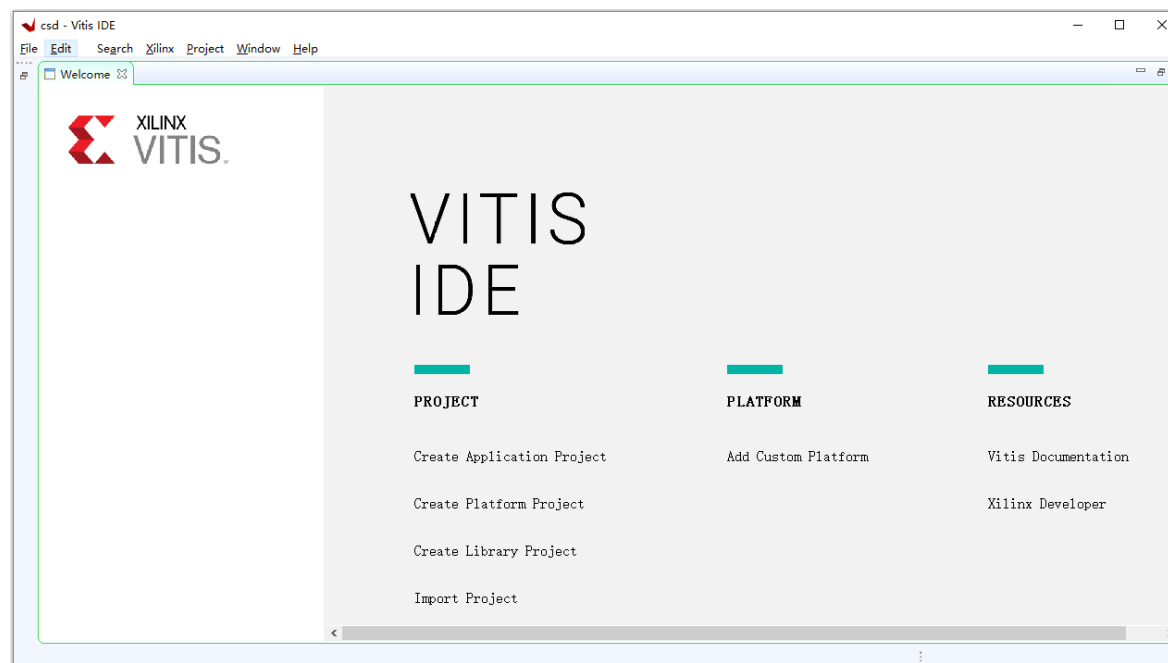 csd - Vitis IDE
File Edit Search Xilinx Project Window Help
Welcome
XILINX
VITIS
VITIS
IDE
PROJECT PLATFORM RESOURCES
Create Application Project Add Custom Platform Vitis Documentation
Create Platform Project Xilinx Developer
Create Library Project
Import Project